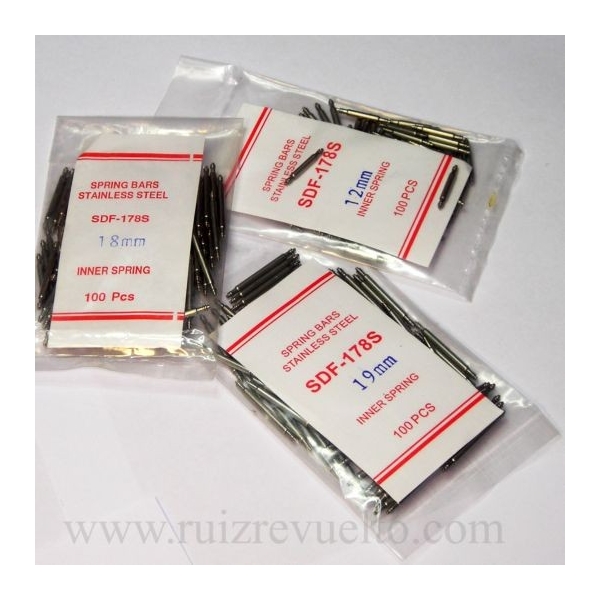 SPRING BARS
STAINLESS STEEL
SDF-178S
18mm
INNER SPRING
100 Pcs
SPRING BARS
STAINLESS STEEL
SDF-178S
12mm
INNER SPRING
100 PCS
SPRING BARS
STAINLESS STEEL
SDF-178S
19mm
INNER SPRING
100 PCS
www.ruizrevuelto.com